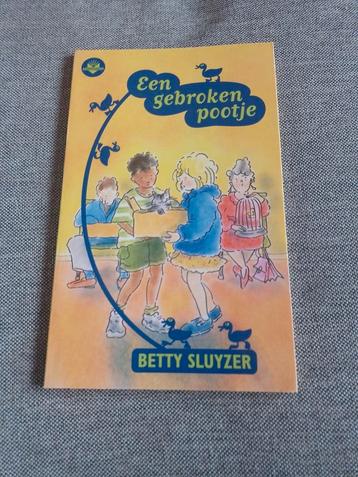 Een
gebroken
pootje
BETTY SLUYZER